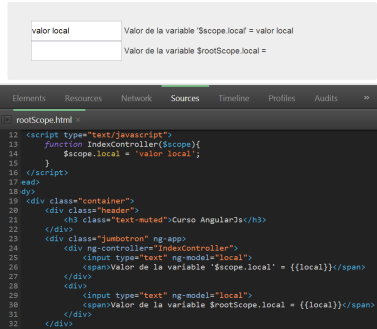 valor local Valor de la variable '$scope.local' = valor local
Valor de la variable $rootScope.local =
Elements Resources Network Sources Timeline Profiles Audits »
rootScope.html ×
12 <script type="text/javascript">
13 function IndexController($scope){
14 $scope.local = 'valor local';
15 }
16 </script>
17 ead>
18 dy>
19 <div class="container">
20 <div class="header">
21 <h3 class="text-muted">Curso AngularJs</h3>
22 </div>
23 <div class="jumbotron" ng-app>
24 <div ng-controller="IndexController">
25 <input type="text" ng-model="local">
26 <span>Valor de la variable '$scope.local' = {{local}}</span>
27 </div>
28 <div>
29 <input type="text" ng-model="local">
30 <span>Valor de la variable $rootScope.local = {{local}}</span>
31 </div>
32 </div>